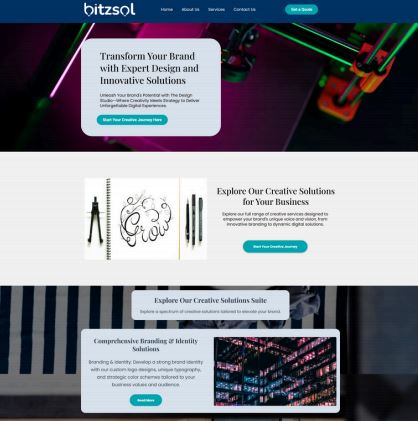 bitzsol
Home About Us Services Contact Us Get a Quote
Transform Your Brand
with Expert Design and
Innovative Solutions
Unleash Your Brand's Potential with The Design
Studio—Where Creativity Meets Strategy to Deliver
Unforgettable Digital Experiences.
Start Your Creative Journey Here
Grow
Explore Our Creative Solutions
for Your Business
Explore our full range of creative services designed to
empower your brand's unique voice and vision, from
innovative branding to dynamic digital solutions.
Start Your Creative Journey
Explore Our Creative Solutions Suite
Explore a spectrum of creative solutions tailored to elevate your brand.
Comprehensive Branding & Identity
Solutions
Branding & Identity: Develop a strong brand identity
with our custom logo designs, unique typography,
and strategic color schemes tailored to your
business values and audience.
Read More